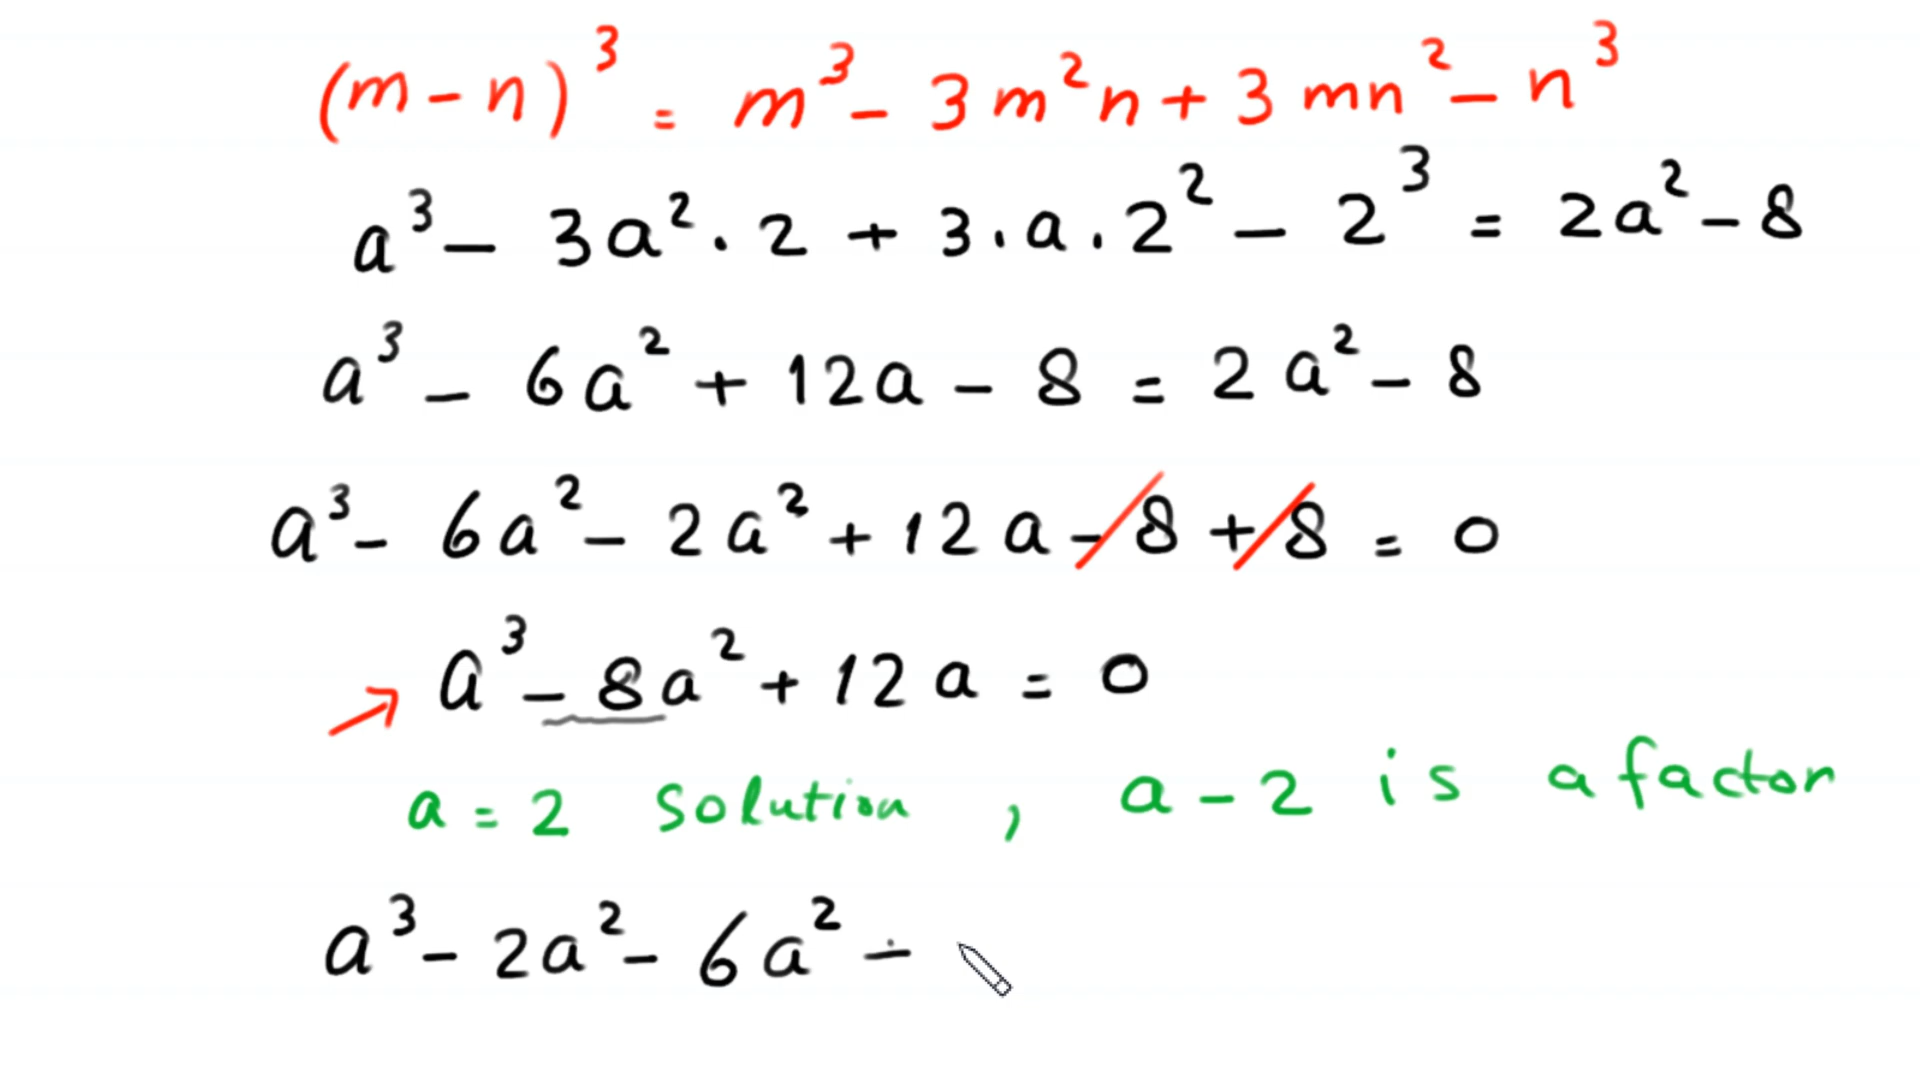 (m-n)³ = m³ - 3m²n + 3mn² - n³
a³ - 3a² · 2 + 3 · a · 2² - 2³ = 2a² - 8
a³ - 6a² + 12a - 8 = 2a² - 8
a³ - 6a² - 2a² + 12a - 8 + 8 = 0
a³ - 8a² + 12a = 0
a = 2 solution , a - 2 is a factor
a³ - 2a² - 6a² -